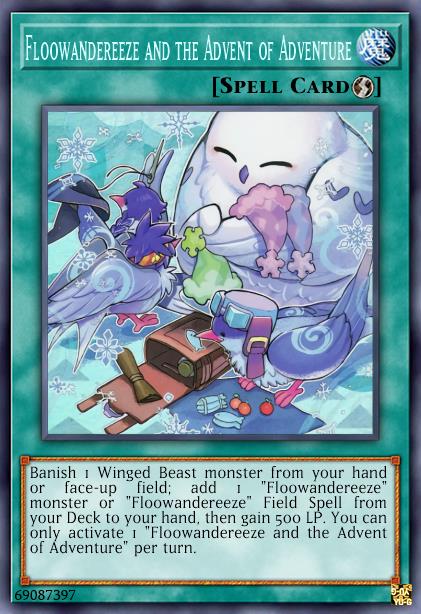 Floowandereeze and the Advent of Adventure
魔
[Spell Card]
Banish 1 Winged Beast monster from your hand
or face-up field; add 1 "Floowandereeze"
monster or "Floowandereeze" Field Spell from
your Deck to your hand, then gain 500 LP. You can
only activate 1 "Floowandereeze and the Advent
of Adventure" per turn.
69087397